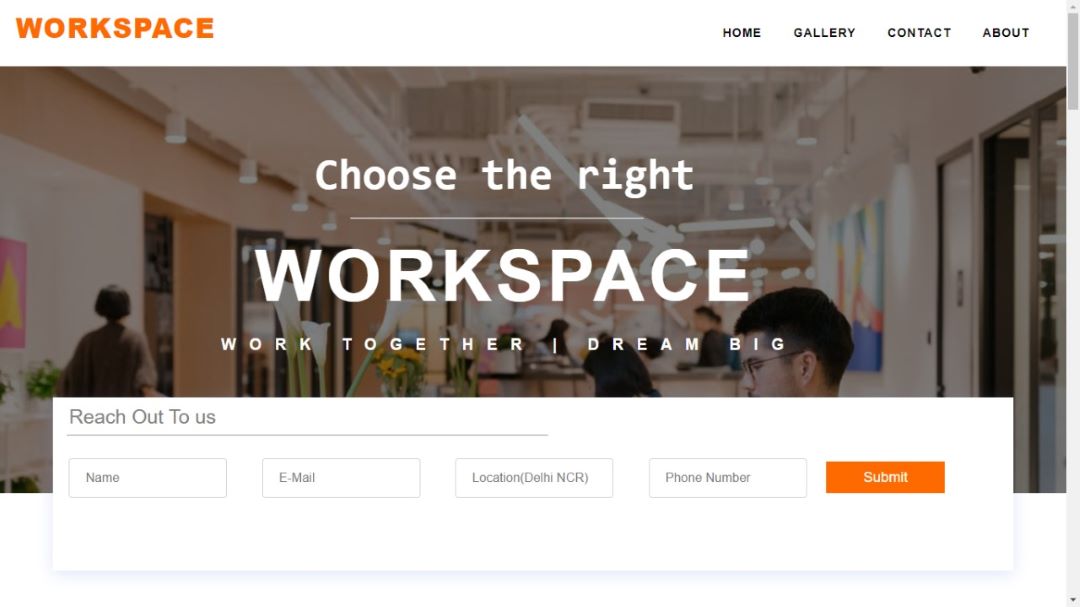 WORKSPACE
HOME GALLERY CONTACT ABOUT
Choose the right
WORKSPACE
WORK TOGETHER | DREAM BIG
Reach Out To us
Name E-Mail Location(Delhi NCR) Phone Number Submit